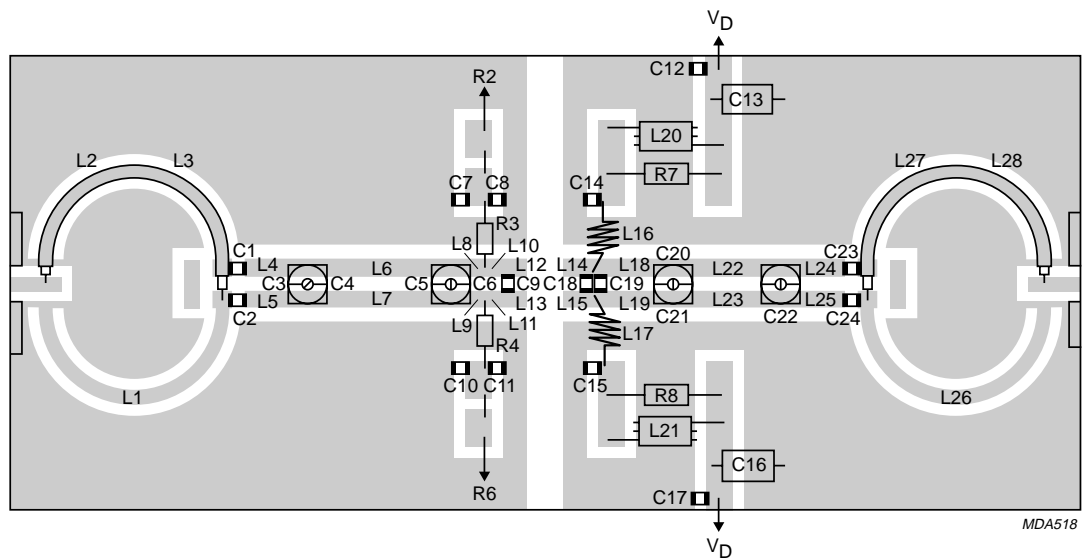 VD
C12
R2
C13
L20
L2 L3
L27 L28
R7
C7 C8
C14
R3
L16
L8 L10
C1
L4 L6 L12 L14 L18 C20 L22 L24 C23
C3 C4 C5 C6 C9 C18 C19
L5 L7 L13 L15 L19 L23 L25
C2 C21 C22 C24
L9 L11
R4
L17
C10 C11
C15
L1
R8
L26
L21
C16
R6
C17
VD
MDA518